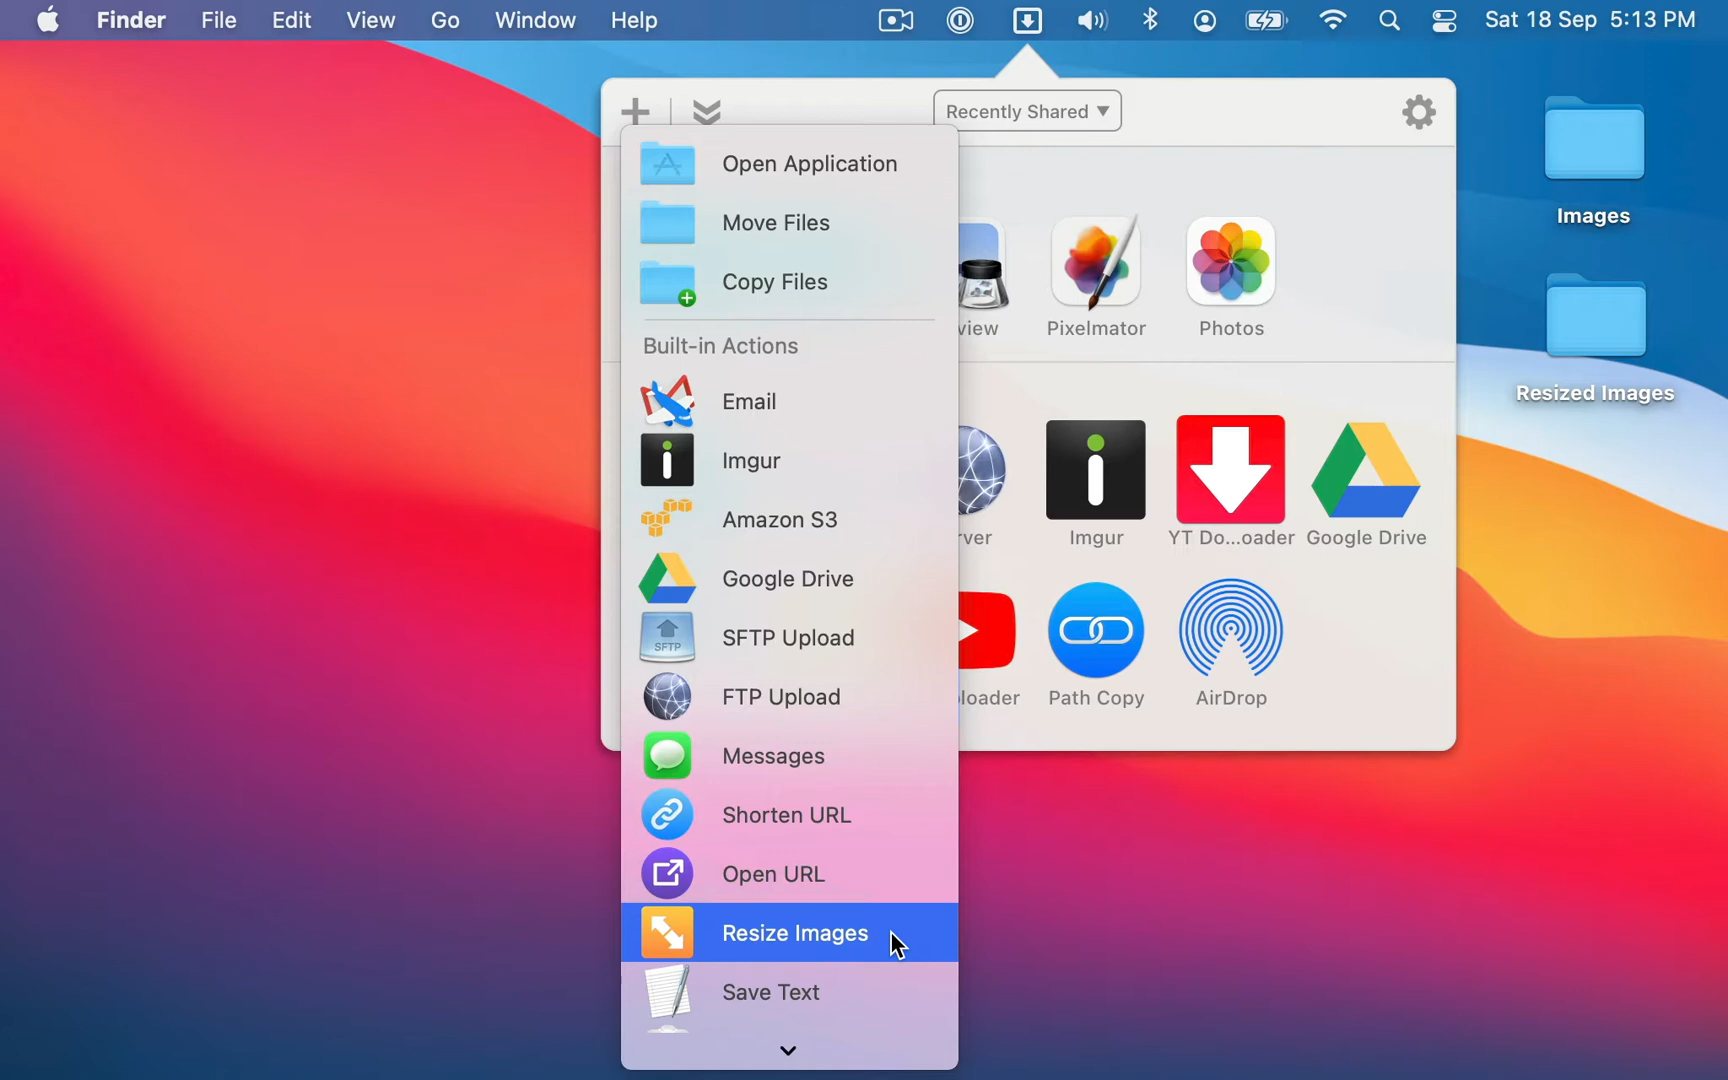 Finder File Edit View Go Window Help Sat 18 Sep 5:13 PM
Recently Shared
Open Application
Move Files
Copy Files
Built-in Actions
Email
Imgur
Amazon S3
Google Drive
SFTP
SFTP Upload
FTP Upload
Messages
Shorten URL
Open URL
Resize Images
Save Text
view Pixelmator Photos
rver Imgur YT Do...oader Google Drive
loader Path Copy AirDrop
Images
Resized Images